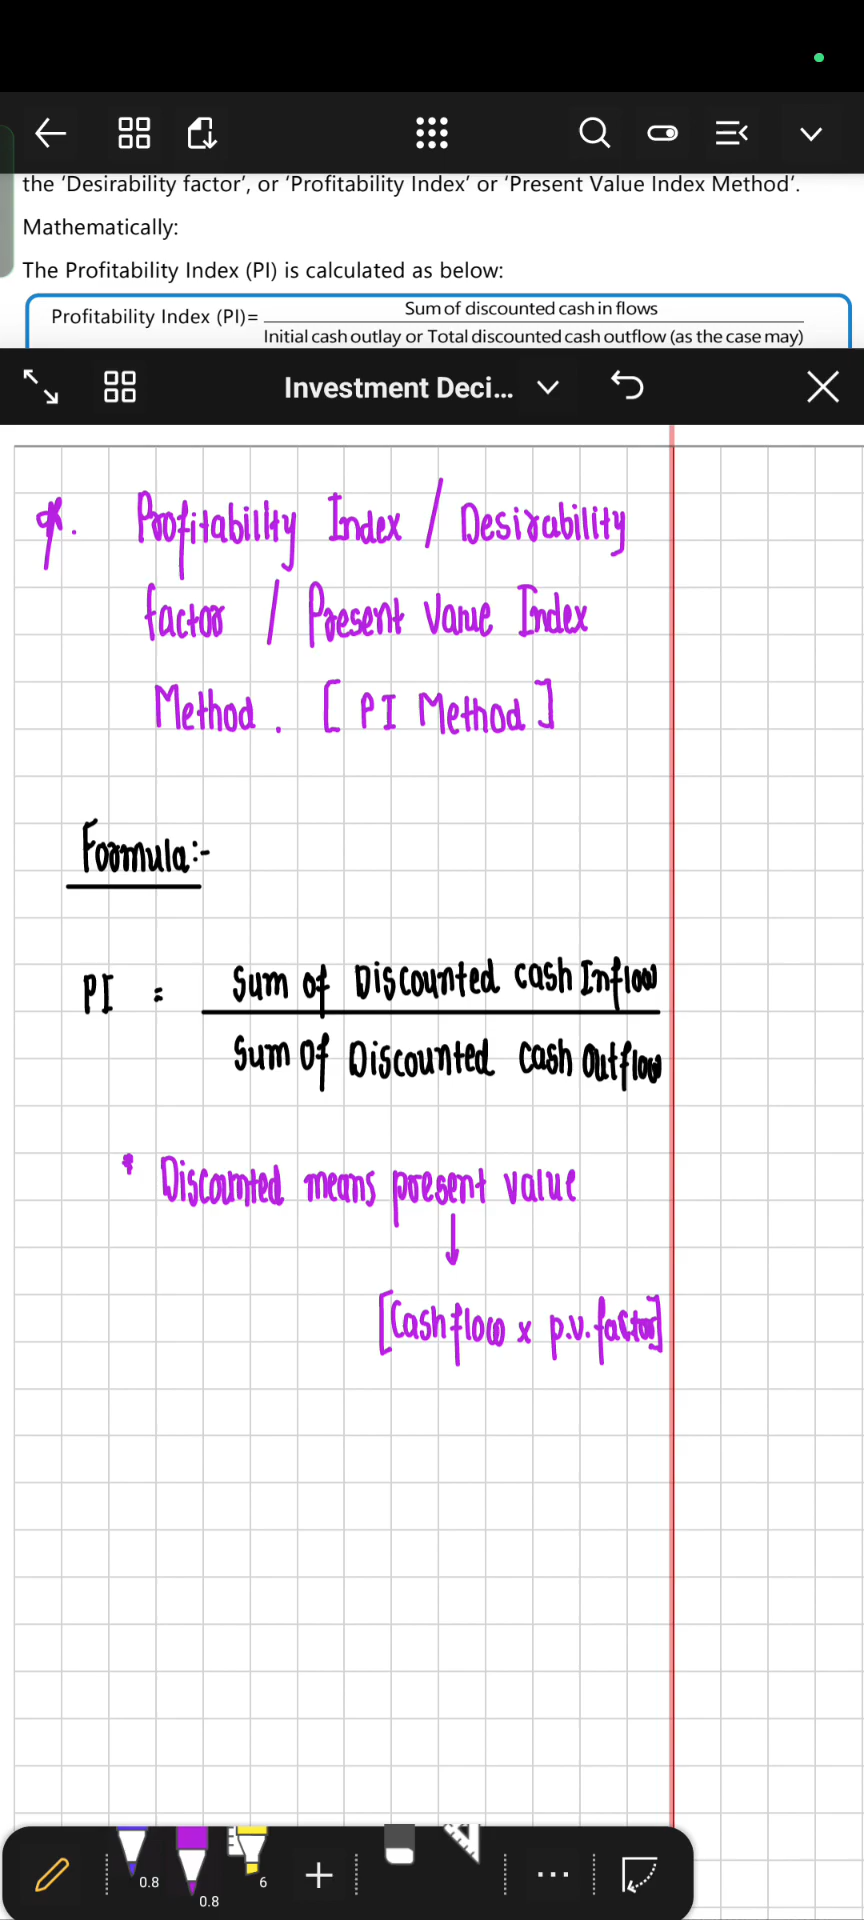 the ‘Desirability factor’, or ‘Profitability Index’ or ‘Present Value Index Method’.
Mathematically:
The Profitability Index (PI) is calculated as below:
Profitability Index (PI)= Sum of discounted cash in flows
Initial cash outlay or Total discounted cash outflow (as the case may)
Investment Deci...
Profitability Index / Desirability
factor / Present Value Index
Method. [ PI Method ]
Formula:-
PI = Sum of Discounted cash Inflow
Sum of Discounted cash Outflow
* Discounted means present value
↓
[Cash flow x p.v. factor]
0.8
0.8
6